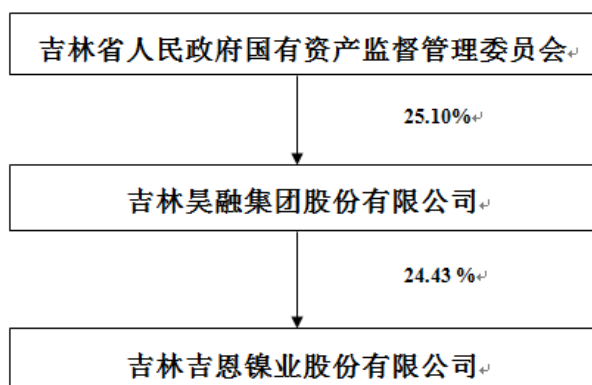 吉林省人民政府国有资产监督管理委员会
25.10%
吉林昊融集团股份有限公司
24.43 %
吉林吉恩镍业股份有限公司